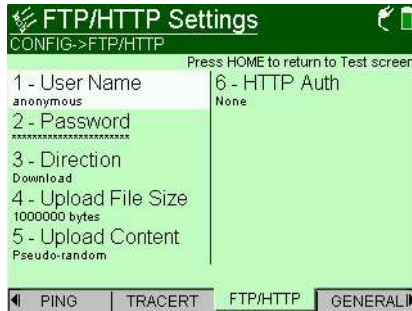 FTP/HTTP Settings
CONFIG->FTP/HTTP
Press HOME to return to Test screen
1 - User Name
anonymous
2 - Password
************************
3 - Direction
Download
4 - Upload File Size
1000000 bytes
5 - Upload Content
Pseudo-random
6 - HTTP Auth
None
PING TRACERT FTP/HTTP GENERAL